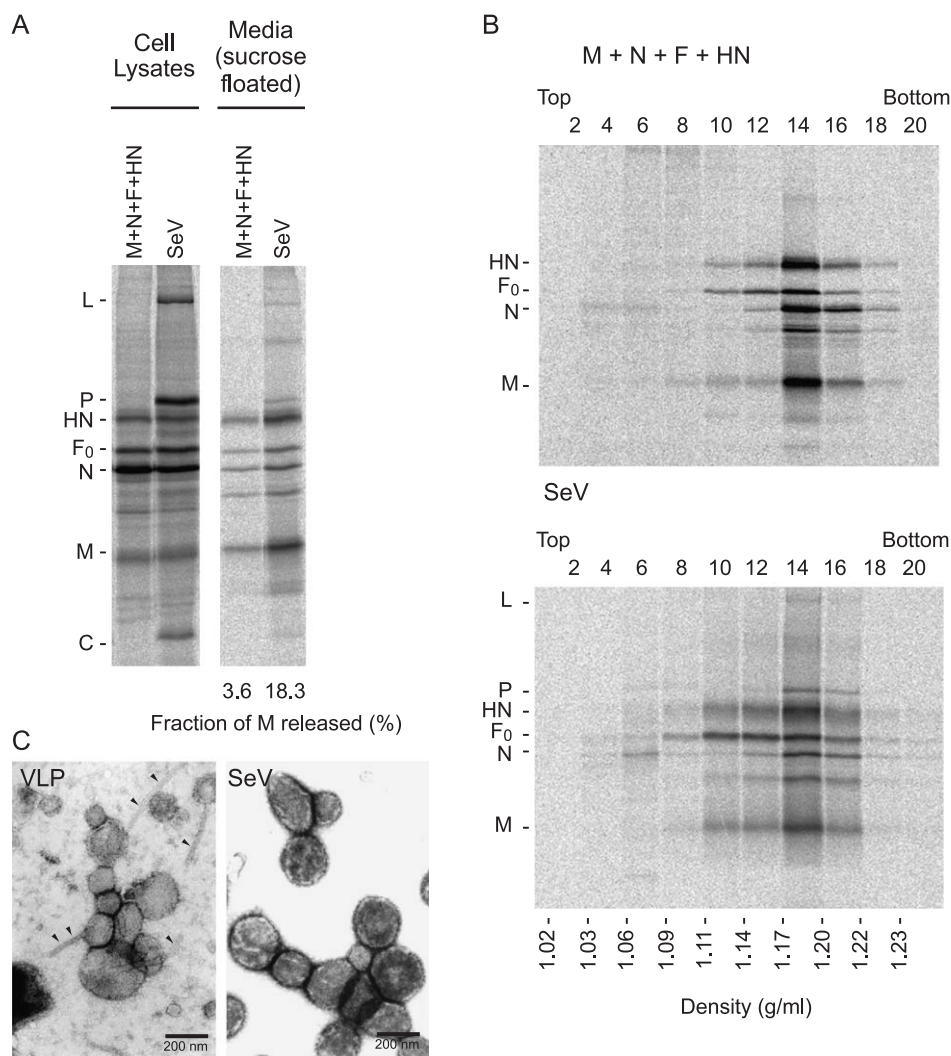 A
Cell
Lysates
Media
(sucrose
floated)
M+N+F+HN
SeV
M+N+F+HN
SeV
L -
P -
HN -
F0 -
N -
M -
C -
3.6 18.3
Fraction of M released (%)
B
M + N + F + HN
Top Bottom
2 4 6 8 10 12 14 16 18 20
HN -
F0 -
N -
M -
SeV
Top Bottom
2 4 6 8 10 12 14 16 18 20
L -
P -
HN -
F0 -
N -
M -
1.02 - 1.03 - 1.06 - 1.09 - 1.11 - 1.14 - 1.17 - 1.20 - 1.22 - 1.23 -
Density (g/ml)
C
VLP
200 nm
SeV
200 nm